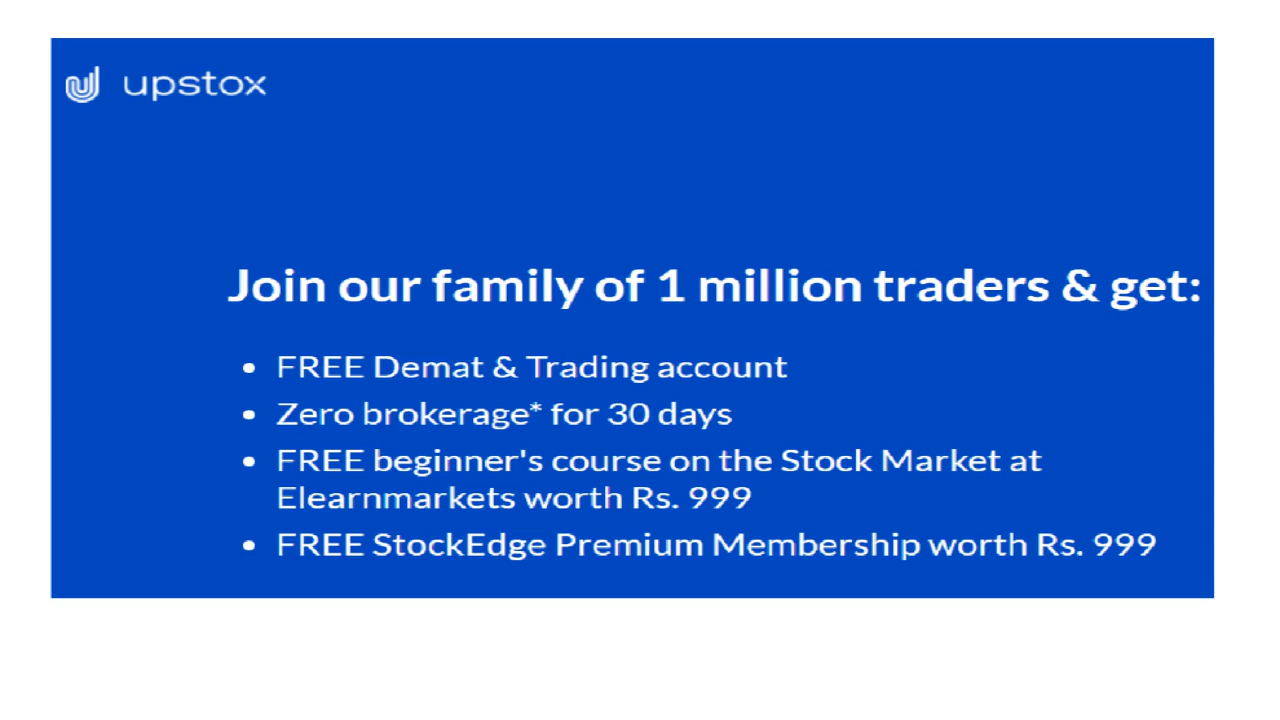 upstox
Join our family of 1 million traders & get:
• FREE Demat & Trading account
• Zero brokerage* for 30 days
• FREE beginner's course on the Stock Market at
Elearnmarkets worth Rs. 999
• FREE StockEdge Premium Membership worth Rs. 999